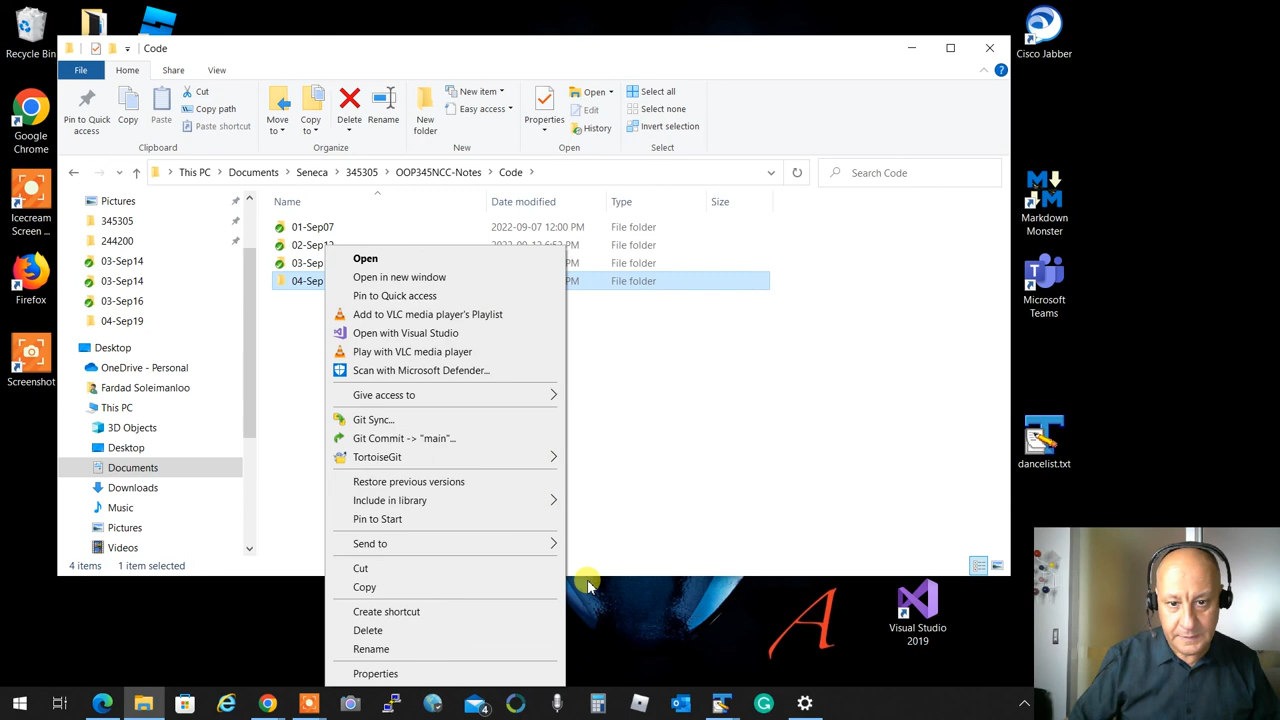 Recycle Bin
Google
Chrome
Icecream
Screen ...
Firefox
Screenshot
Code
File
Home
Share
View
Pin to Quick
access
Copy
Paste
Cut
Copy path
Paste shortcut
Clipboard
Move
to
Copy
to
Delete
Rename
Organize
New
folder
New item
Easy access
New
Properties
Open
Edit
History
Open
Select all
Select none
Invert selection
Select
This PC
Documents
Seneca
345305
OOP345NCC-Notes
Code
Search Code
Name
Date modified
Type
Size
01-Sep07
2022-09-07 12:00 PM
File folder
02-Sep12
File folder
03-Sep
PM
File folder
04-Sep
PM
File folder
Pictures
345305
244200
03-Sep14
03-Sep14
03-Sep16
04-Sep19
Desktop
OneDrive - Personal
Fardad Soleimanloo
This PC
3D Objects
Desktop
Documents
Downloads
Music
Pictures
Videos
4 items
1 item selected
Open
Open in new window
Pin to Quick access
Add to VLC media player's Playlist
Open with Visual Studio
Play with VLC media player
Scan with Microsoft Defender...
Give access to
Git Sync...
Git Commit -> "main"...
TortoiseGit
Restore previous versions
Include in library
Pin to Start
Send to
Cut
Copy
Create shortcut
Delete
Rename
Properties
Cisco Jabber
Markdown
Monster
Microsoft
Teams
dancelist.txt
Visual Studio
2019
4